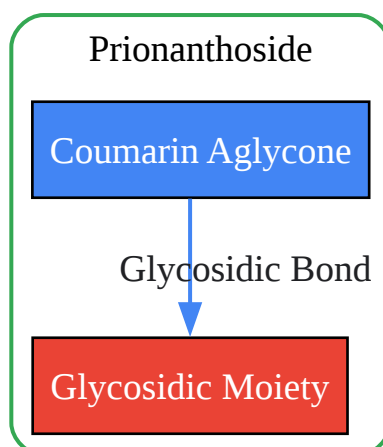 Prionanthoside
Coumarin Aglycone
Glycosidic Bond
Glycosidic Moiety